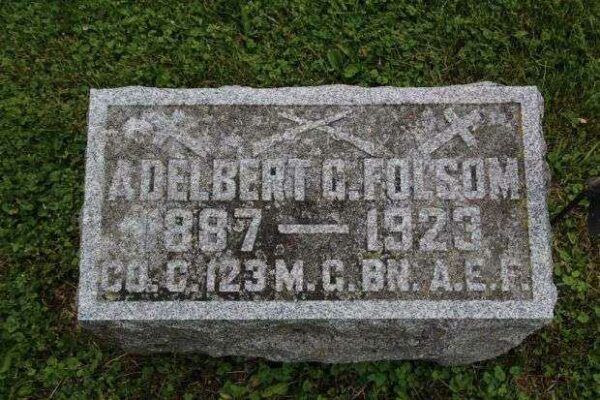 ADELBERT C. FOLSOM
1887 — 1923
CO. C. 123 M. G. BN. A.E.F.